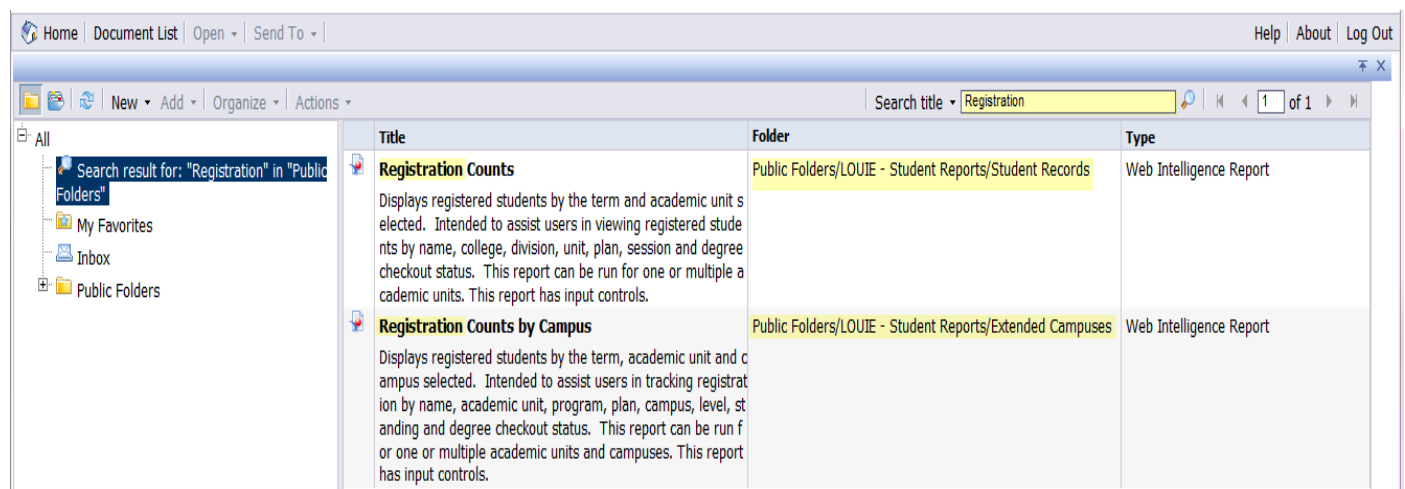 Home Document List Open Send To Help About Log Out
New Add Organize Actions Search title Registration 1 of 1
All
Search result for: "Registration" in "Public
Folders"
My Favorites
Inbox
Public Folders
Title Folder Type
Registration Counts Public Folders/LOUIE - Student Reports/Student Records Web Intelligence Report
Displays registered students by the term and academic unit s
elected. Intended to assist users in viewing registered stude
nts by name, college, division, unit, plan, session and degree
checkout status. This report can be run for one or multiple a
cademic units. This report has input controls.
Registration Counts by Campus Public Folders/LOUIE - Student Reports/Extended Campuses Web Intelligence Report
Displays registered students by the term, academic unit and c
ampus selected. Intended to assist users in tracking registrat
ion by name, academic unit, program, plan, campus, level, st
anding and degree checkout status. This report can be run f
or one or multiple academic units and campuses. This report
has input controls.